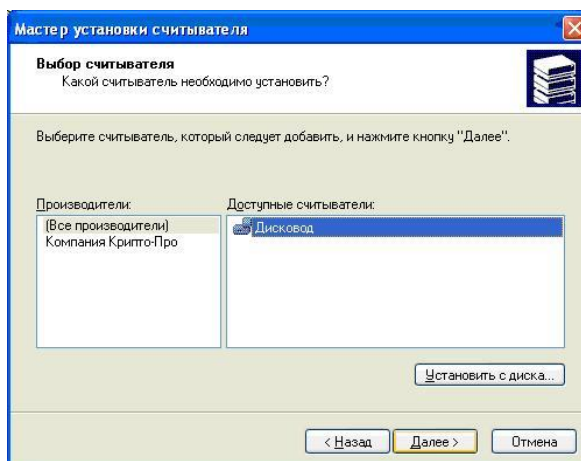 Мастер установки считывателя
Выбор считывателя
Какой считыватель необходимо установить?
Выберите считыватель, который следует добавить, и нажмите кнопку "Далее".
Производители:
Доступные считыватели:
(Все производители)
Дисковод
Компания Крипто-Про
Установить с диска...
< Назад
Далее >
Отмена